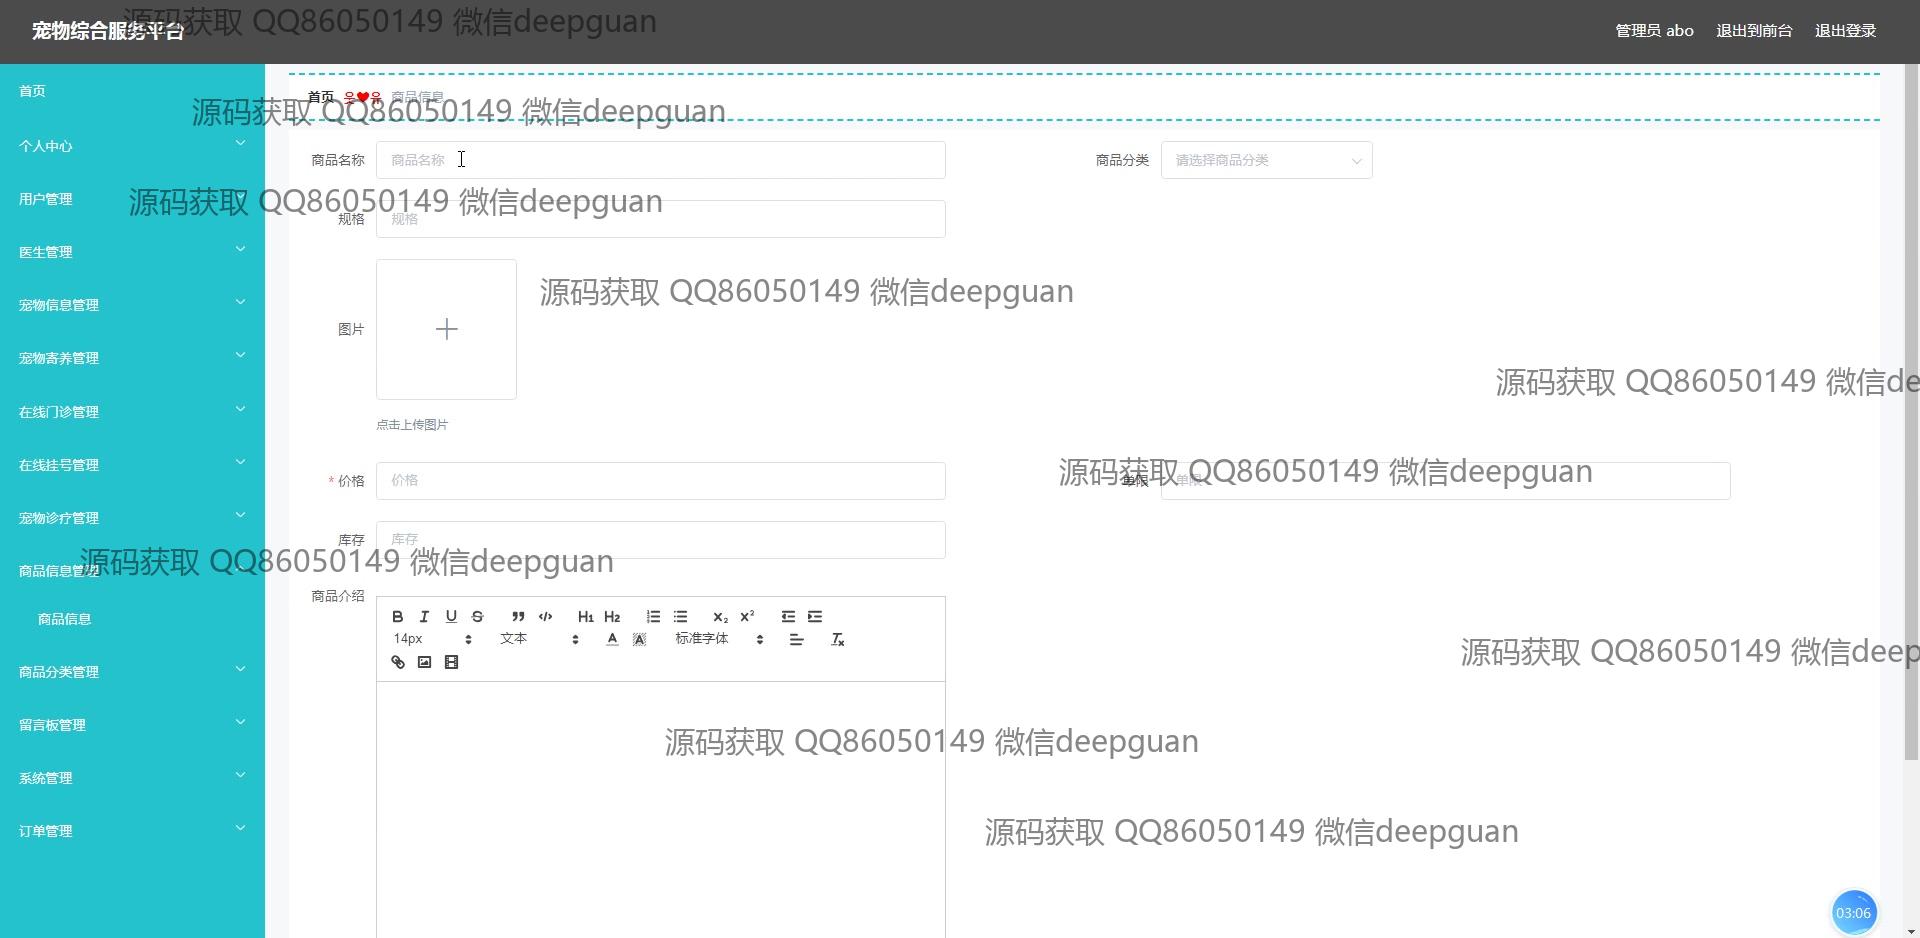 宠物综合服务平台
源码获取 QQ86050149 微信deepguan
管理员 abo 退出到前台 退出登录
首页
首页 웃❤유 商品信息
源码获取 QQ86050149 微信deepguan
个人中心
商品名称 商品名称
商品分类 请选择商品分类
用户管理
源码获取 QQ86050149 微信deepguan
规格 规格
医生管理
源码获取 QQ86050149 微信deepguan
宠物信息管理
图片
宠物寄养管理
源码获取 QQ86050149 微信de
在线门诊管理
点击上传图片
在线挂号管理
* 价格 价格
单限 单限
源码获取 QQ86050149 微信deepguan
宠物诊疗管理
库存 库存
商品信息管理
源码获取 QQ86050149 微信deepguan
商品介绍
商品信息
B I U S H1 H2 X2 X2
14px 文本 A A 标准字体 Tx
源码获取 QQ86050149 微信deep
商品分类管理
留言板管理
源码获取 QQ86050149 微信deepguan
系统管理
订单管理
源码获取 QQ86050149 微信deepguan
03:06